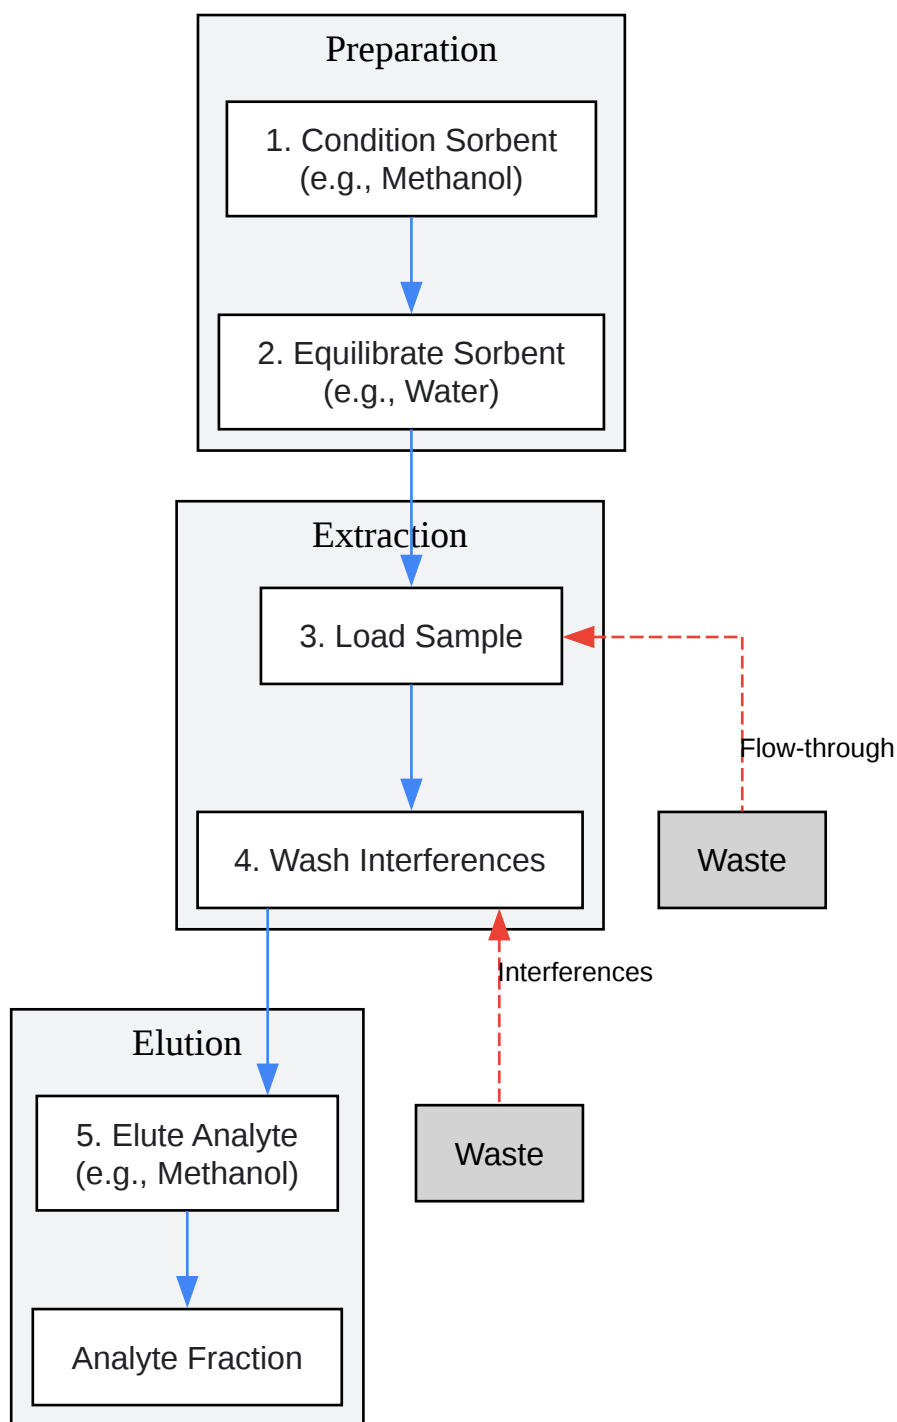 Preparation
1. Condition Sorbent
(e.g., Methanol)
2. Equilibrate Sorbent
(e.g., Water)
Extraction
3. Load Sample
Flow-through
4. Wash Interferences
Waste
Interferences
Elution
5. Elute Analyte
(e.g., Methanol)
Waste
Analyte Fraction